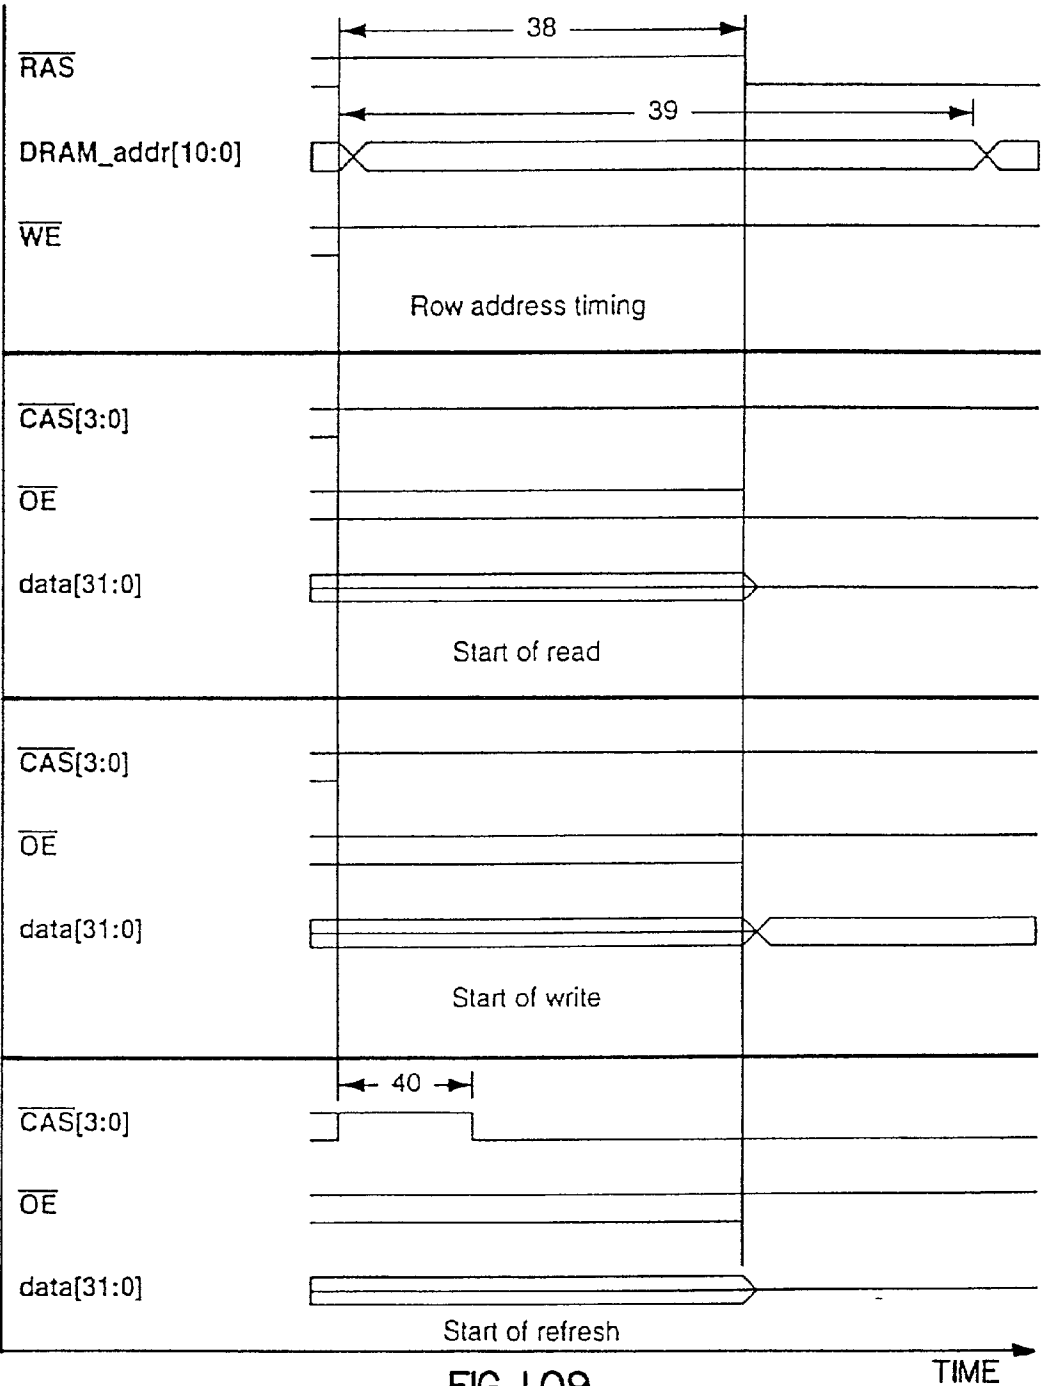 38
RAS
39
DRAM_addr[10:0]
WE
Row address timing
CAS[3:0]
OE
data[31:0]
Start of read
CAS[3:0]
OE
data[31:0]
Start of write
40
CAS[3:0]
OE
data[31:0]
Start of refresh
TIME
FIG. 109